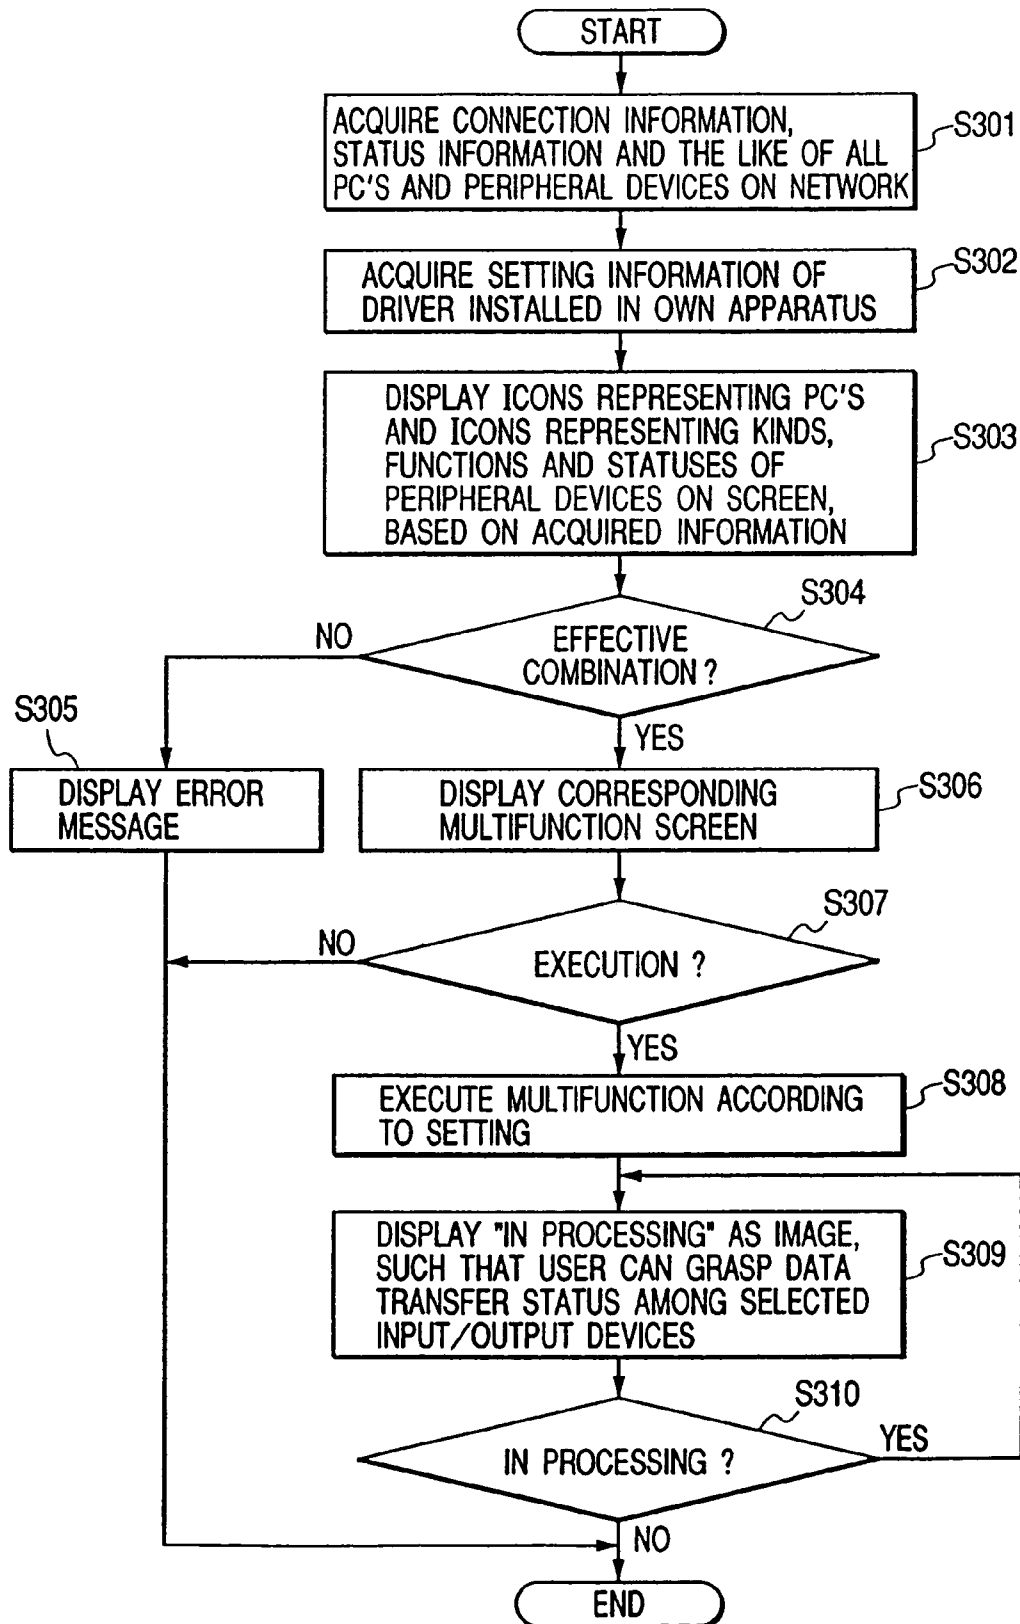 START
ACQUIRE CONNECTION INFORMATION,
STATUS INFORMATION AND THE LIKE OF ALL
PC'S AND PERIPHERAL DEVICES ON NETWORK
S301
ACQUIRE SETTING INFORMATION OF
DRIVER INSTALLED IN OWN APPARATUS
S302
DISPLAY ICONS REPRESENTING PC'S
AND ICONS REPRESENTING KINDS,
FUNCTIONS AND STATUSES OF
PERIPHERAL DEVICES ON SCREEN,
BASED ON ACQUIRED INFORMATION
S303
S304
EFFECTIVE
COMBINATION ?
NO
YES
S305
DISPLAY ERROR
MESSAGE
DISPLAY CORRESPONDING
MULTIFUNCTION SCREEN
S306
S307
EXECUTION ?
NO
YES
EXECUTE MULTIFUNCTION ACCORDING
TO SETTING
S308
DISPLAY "IN PROCESSING" AS IMAGE,
SUCH THAT USER CAN GRASP DATA
TRANSFER STATUS AMONG SELECTED
INPUT/OUTPUT DEVICES
S309
S310
IN PROCESSING ?
YES
NO
END